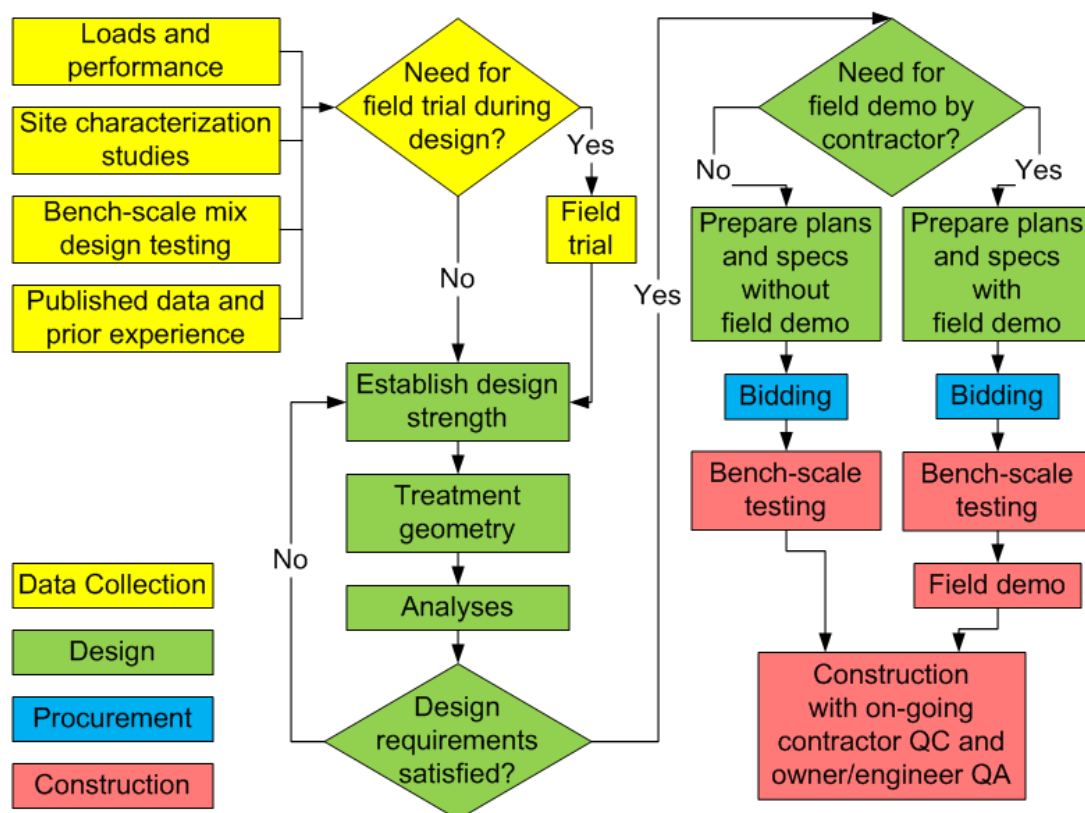 Loads and
performance
Site characterization
studies
Bench-scale mix
design testing
Published data and
prior experience
Need for
field trial during
design?
Yes
Field
trial
No
Establish design
strength
Treatment
geometry
Analyses
Design
requirements
satisfied?
No
Yes
Need for
field demo by
contractor?
No
Yes
Prepare plans
and specs
without
field demo
Prepare plans
and specs
with
field demo
Bidding
Bidding
Bench-scale
testing
Bench-scale
testing
Field demo
Construction
with on-going
contractor QC and
owner/engineer QA
Data Collection
Design
Procurement
Construction